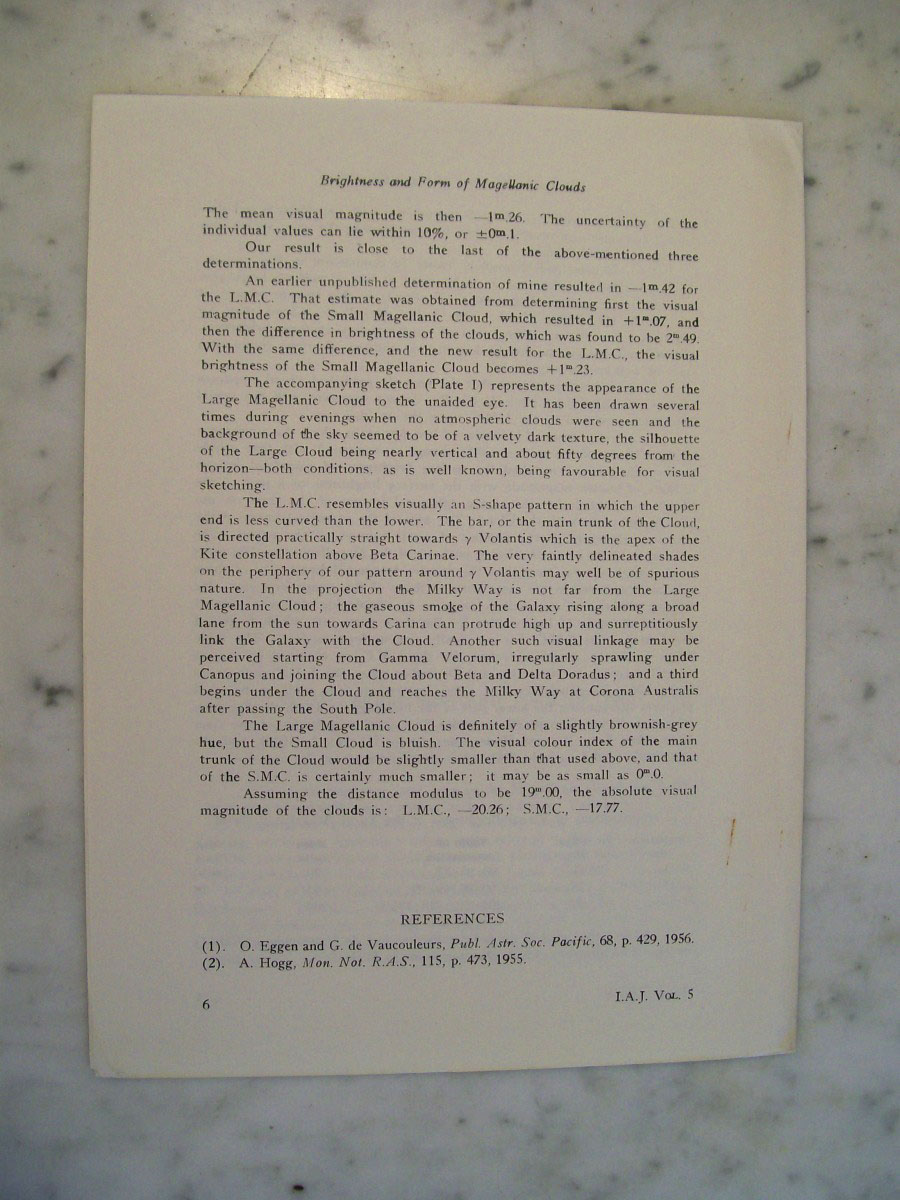 Brightness and Form of Magellanic Clouds
The mean visual magnitude is then —1ᵐ.26. The uncertainty of the
individual values can lie within 10%, or ±0ᵐ.1.
Our result is close to the last of the above-mentioned three
determinations.
An earlier unpublished determination of mine resulted in —1ᵐ.42 for
the L.M.C. That estimate was obtained from determining first the visual
magnitude of the Small Magellanic Cloud, which resulted in +1ᵐ.07, and
then the difference in brightness of the clouds, which was found to be 2ᵐ.49.
With the same difference, and the new result for the L.M.C., the visual
brightness of the Small Magellanic Cloud becomes +1ᵐ.23.
The accompanying sketch (Plate I) represents the appearance of the
Large Magellanic Cloud to the unaided eye. It has been drawn several
times during evenings when no atmospheric clouds were seen and the
background of the sky seemed to be of a velvety dark texture, the silhouette
of the Large Cloud being nearly vertical and about fifty degrees from the
horizon—both conditions, as is well known, being favourable for visual
sketching.
The L.M.C. resembles visually an S-shape pattern in which the upper
end is less curved than the lower. The bar, or the main trunk of the Cloud,
is directed practically straight towards γ Volantis which is the apex of the
Kite constellation above Beta Carinae. The very faintly delineated shades
on the periphery of our pattern around γ Volantis may well be of spurious
nature. In the projection the Milky Way is not far from the Large
Magellanic Cloud; the gaseous smoke of the Galaxy rising along a broad
lane from the sun towards Carina can protrude high up and surreptitiously
link the Galaxy with the Cloud. Another such visual linkage may be
perceived starting from Gamma Velorum, irregularly sprawling under
Canopus and joining the Cloud about Beta and Delta Doradus; and a third
begins under the Cloud and reaches the Milky Way at Corona Australis
after passing the South Pole.
The Large Magellanic Cloud is definitely of a slightly brownish-grey
hue, but the Small Cloud is bluish. The visual colour index of the main
trunk of the Cloud would be slightly smaller than that used above, and that
of the S.M.C. is certainly much smaller; it may be as small as 0ᵐ.0.
Assuming the distance modulus to be 19ᵐ.00, the absolute visual
magnitude of the clouds is: L.M.C., —20.26; S.M.C., —17.77.
REFERENCES
(1). O. Eggen and G. de Vaucouleurs, Publ. Astr. Soc. Pacific, 68, p. 429, 1956.
(2). A. Hogg, Mon. Not. R.A.S., 115, p. 473, 1955.
6
I.A.J. Vol. 5